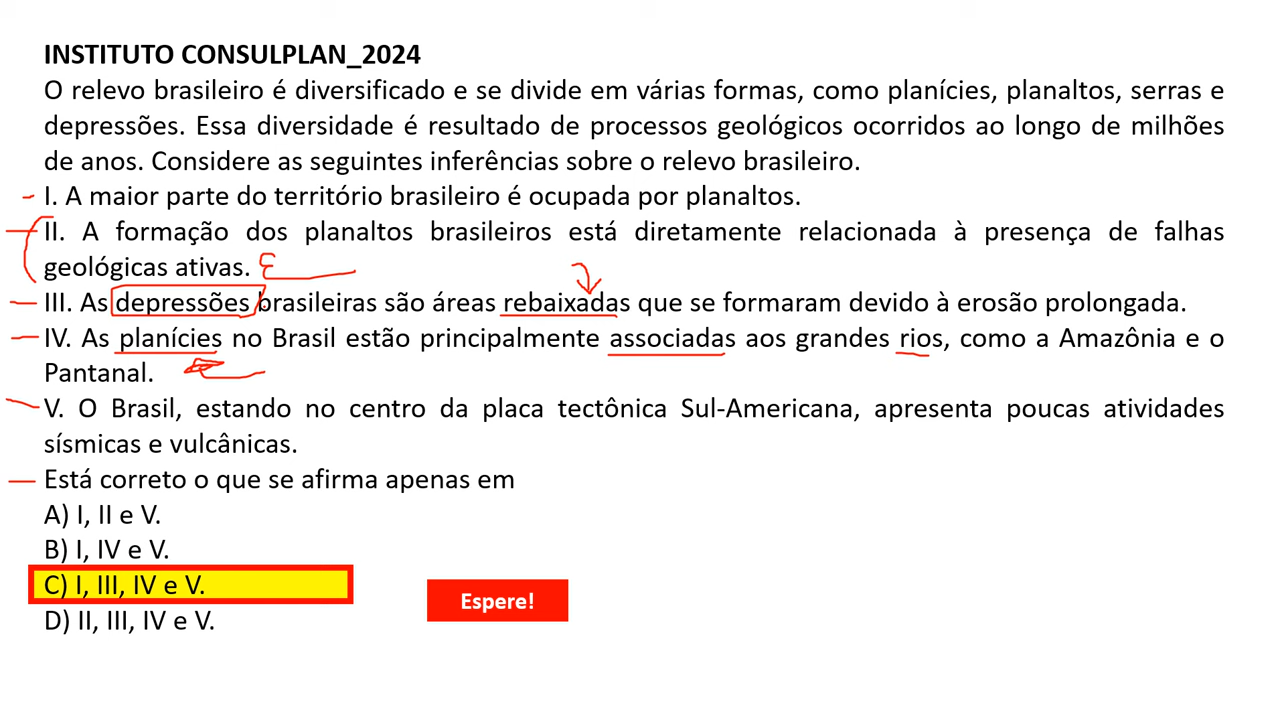 INSTITUTO CONSULPLAN_2024
O relevo brasileiro é diversificado e se divide em várias formas, como planícies, planaltos, serras e
depressões. Essa diversidade é resultado de processos geológicos ocorridos ao longo de milhões
de anos. Considere as seguintes inferências sobre o relevo brasileiro.
I. A maior parte do território brasileiro é ocupada por planaltos.
II. A formação dos planaltos brasileiros está diretamente relacionada à presença de falhas
geológicas ativas.
III. As depressões brasileiras são áreas rebaixadas que se formaram devido à erosão prolongada.
IV. As planícies no Brasil estão principalmente associadas aos grandes rios, como a Amazônia e o
Pantanal.
V. O Brasil, estando no centro da placa tectônica Sul-Americana, apresenta poucas atividades
sísmicas e vulcânicas.
Está correto o que se afirma apenas em
A) I, II e V.
B) I, IV e V.
C) I, III, IV e V.
Espere!
D) II, III, IV e V.